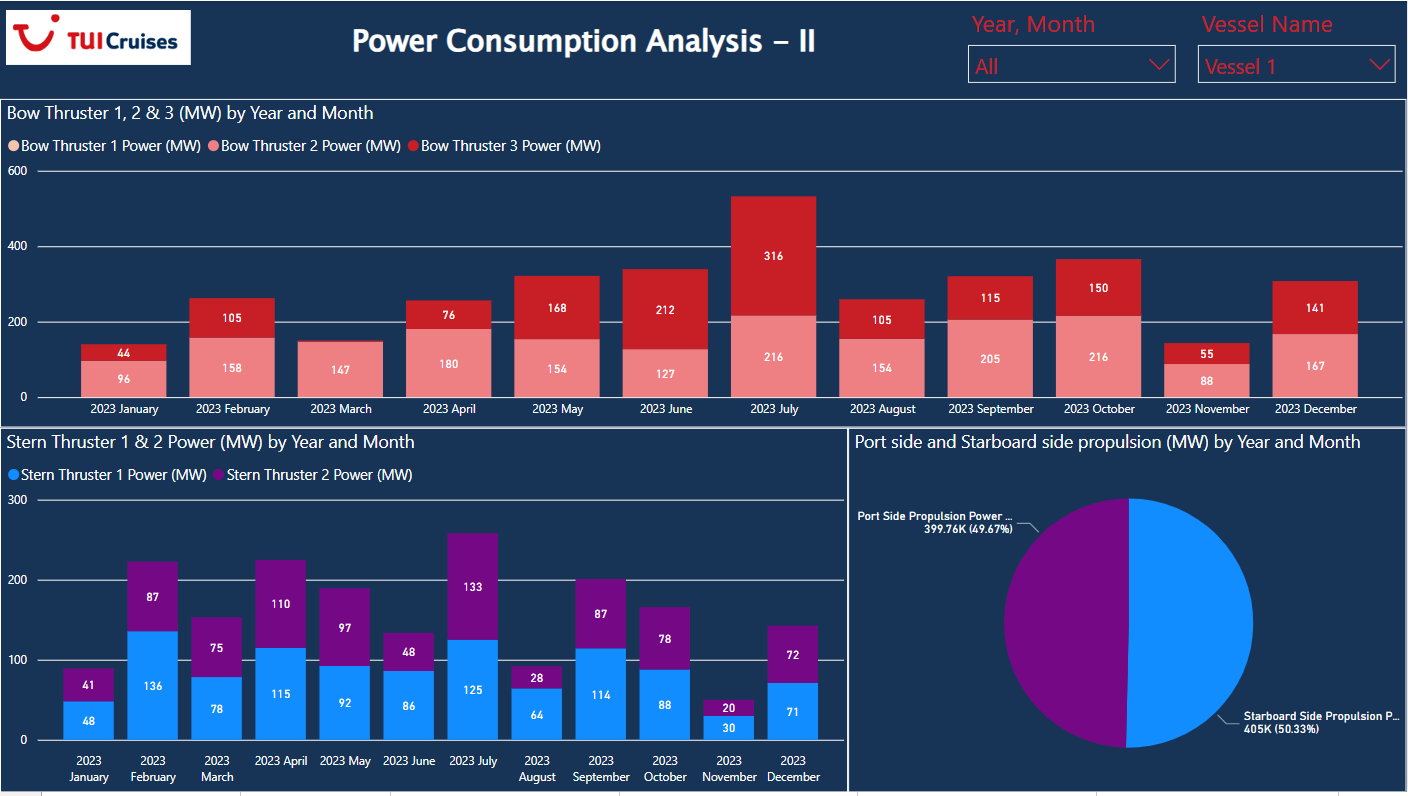 TUI Cruises
Power Consumption Analysis – II
Year, Month
All
Vessel Name
Vessel 1
Bow Thruster 1, 2 & 3 (MW) by Year and Month
Bow Thruster 1 Power (MW) Bow Thruster 2 Power (MW) Bow Thruster 3 Power (MW)
600
400
200
0
44 105 76 168 212 316 105 115 150 55 141
96 158 147 180 154 127 216 154 205 216 88 167
2023 January 2023 February 2023 March 2023 April 2023 May 2023 June 2023 July 2023 August 2023 September 2023 October 2023 November 2023 December
Stern Thruster 1 & 2 Power (MW) by Year and Month
Stern Thruster 1 Power (MW) Stern Thruster 2 Power (MW)
300
200
100
0
41 87 75 110 97 48 133 28 87 78 20 72
48 136 78 115 92 86 125 64 114 88 30 71
2023 January 2023 February 2023 March 2023 April 2023 May 2023 June 2023 July 2023 August 2023 September 2023 October 2023 November 2023 December
Port side and Starboard side propulsion (MW) by Year and Month
Port Side Propulsion Power ...
399.76K (49.67%)
Starboard Side Propulsion P...
405K (50.33%)